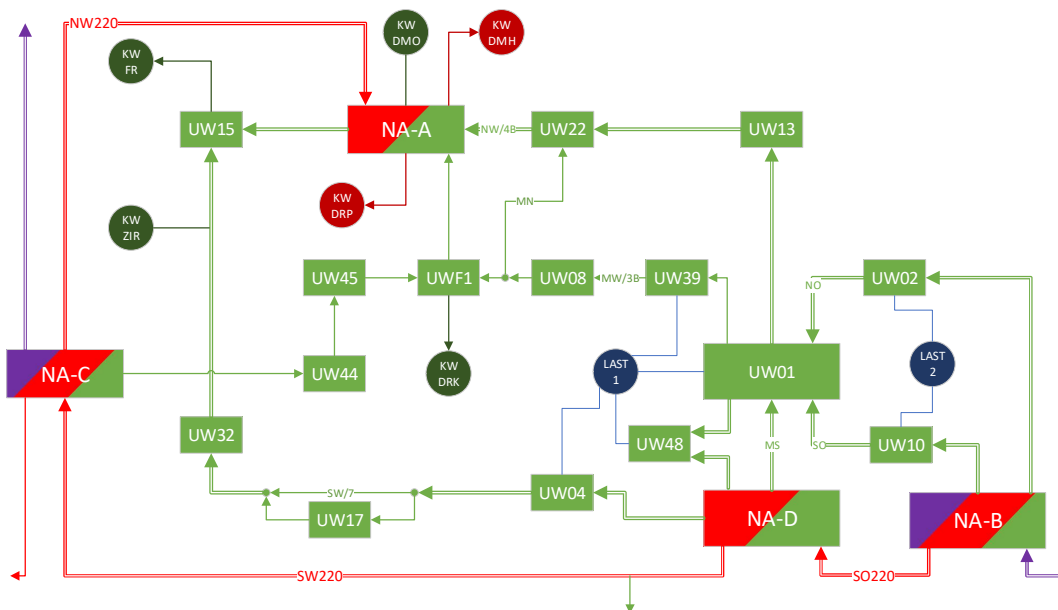 NW220
KW
DMO
KW
DMH
KW
FR
UW15
NA-A
NW/4B
UW22
UW13
KW
DRP
MN
KW
ZIR
UW45
UWF1
UW08
MW/3B
UW39
UW02
NO
NA-C
UW44
KW
DRK
LAST
1
UW01
LAST
2
UW32
UW48
MS
SO
UW10
SW/7
UW04
UW17
NA-D
NA-B
SW220
SO220